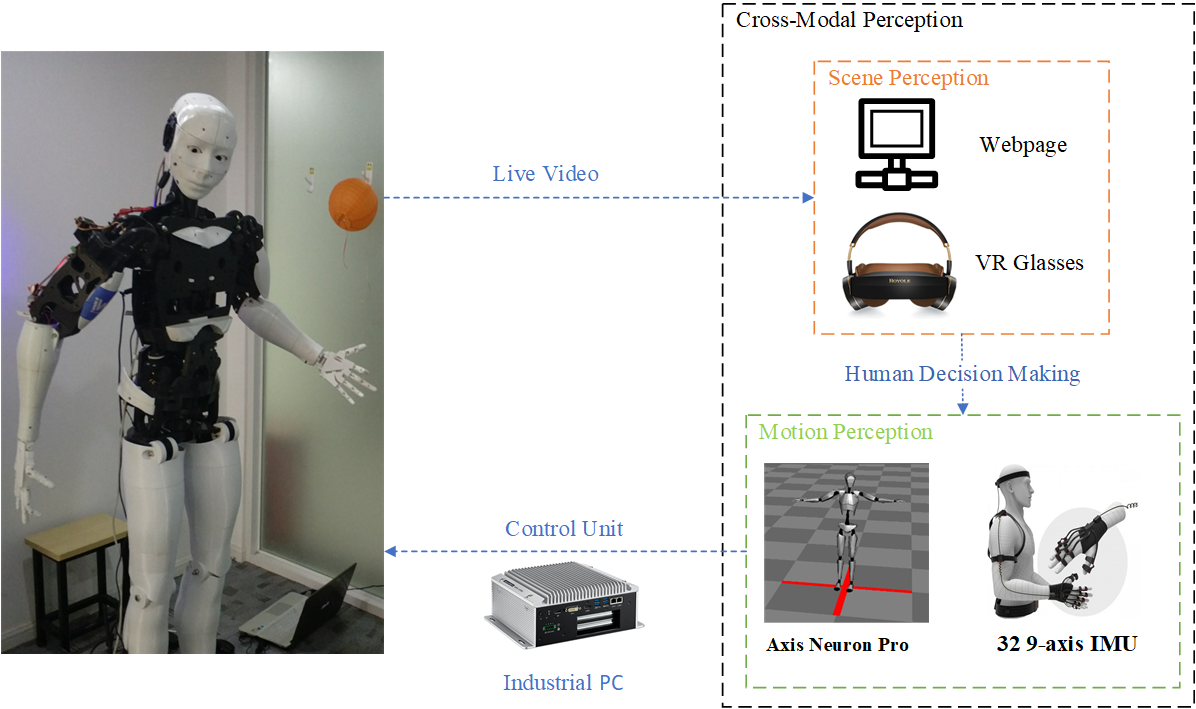 Cross-Modal Perception
Scene Perception
Webpage
Live Video
ROYOLE
VR Glasses
Human Decision Making
Motion Perception
Control Unit
Axis Neuron Pro
32 9-axis IMU
Industrial PC